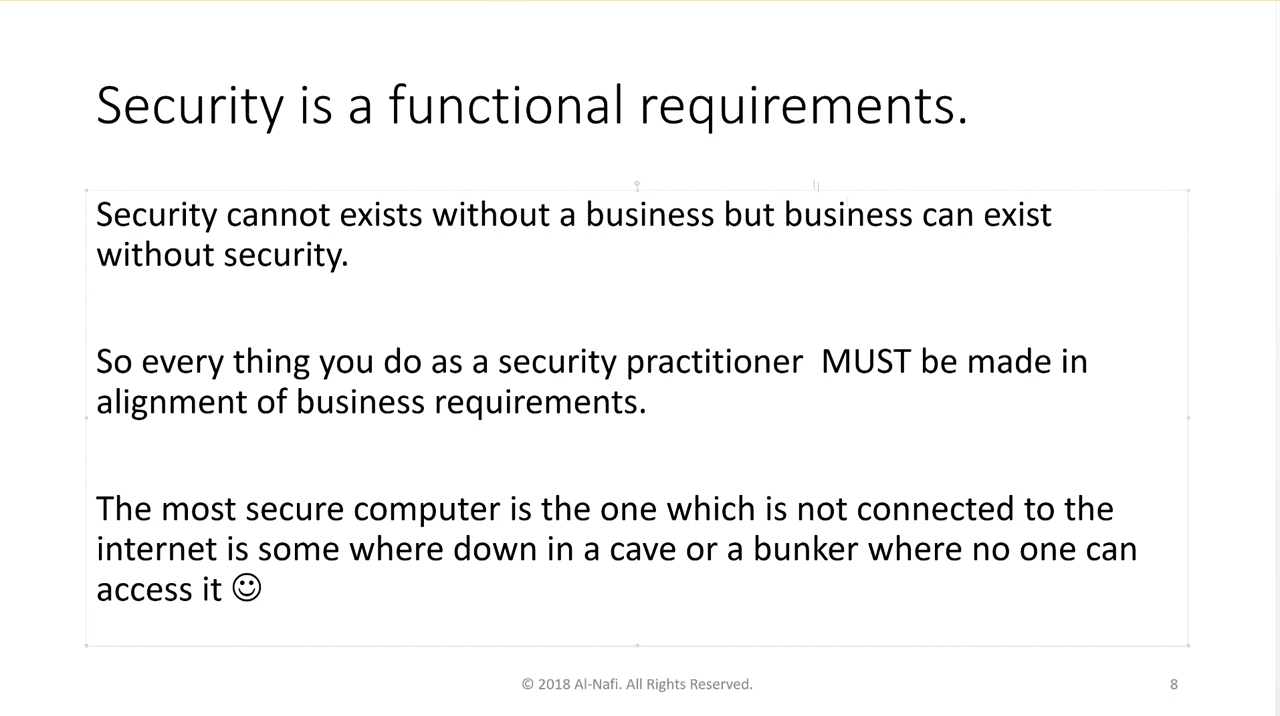 Security is a functional requirements.
Security cannot exists without a business but business can exist
without security.
So every thing you do as a security practitioner  MUST be made in
alignment of business requirements.
The most secure computer is the one which is not connected to the
internet is some where down in a cave or a bunker where no one can
access it ☺
© 2018 Al-Nafi. All Rights Reserved.
8